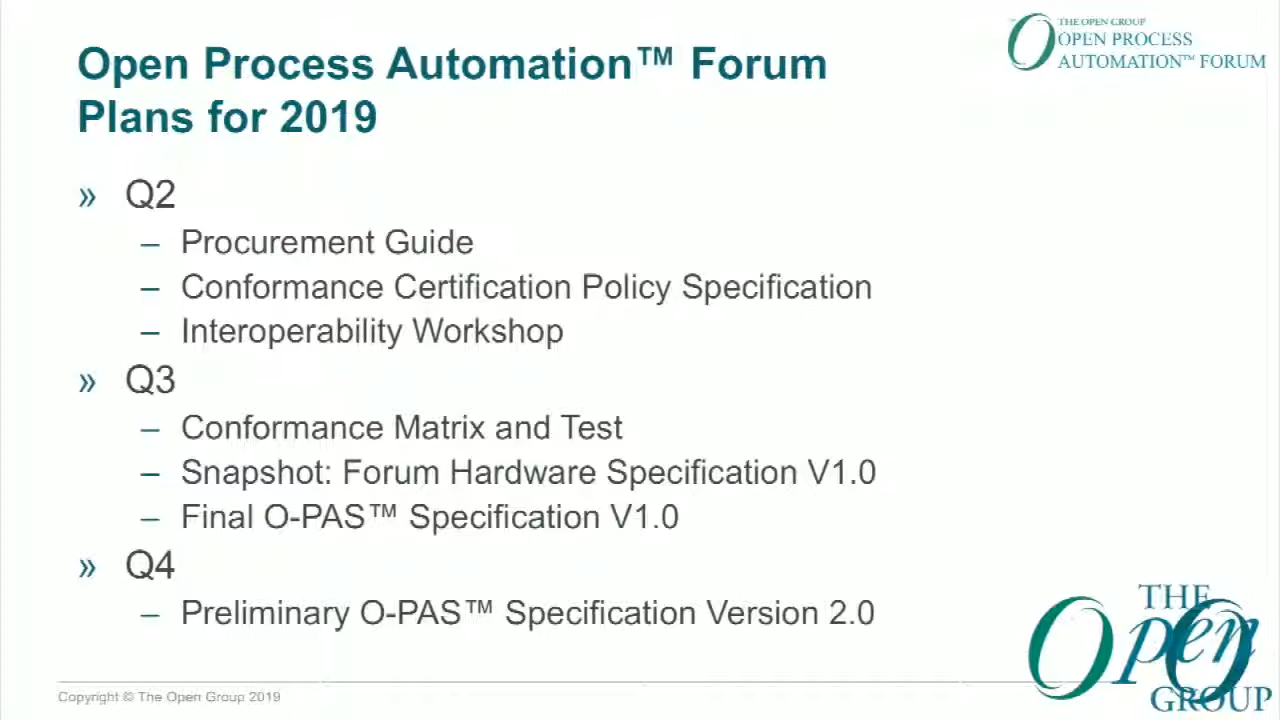 Open Process Automation™ Forum
Plans for 2019
THE OPEN GROUP
OPEN PROCESS
AUTOMATION™ FORUM
» Q2
– Procurement Guide
– Conformance Certification Policy Specification
– Interoperability Workshop
» Q3
– Conformance Matrix and Test
– Snapshot: Forum Hardware Specification V1.0
– Final O-PAS™ Specification V1.0
» Q4
– Preliminary O-PAS™ Specification Version 2.0
Copyright © The Open Group 2019
THE
Open
GROUP